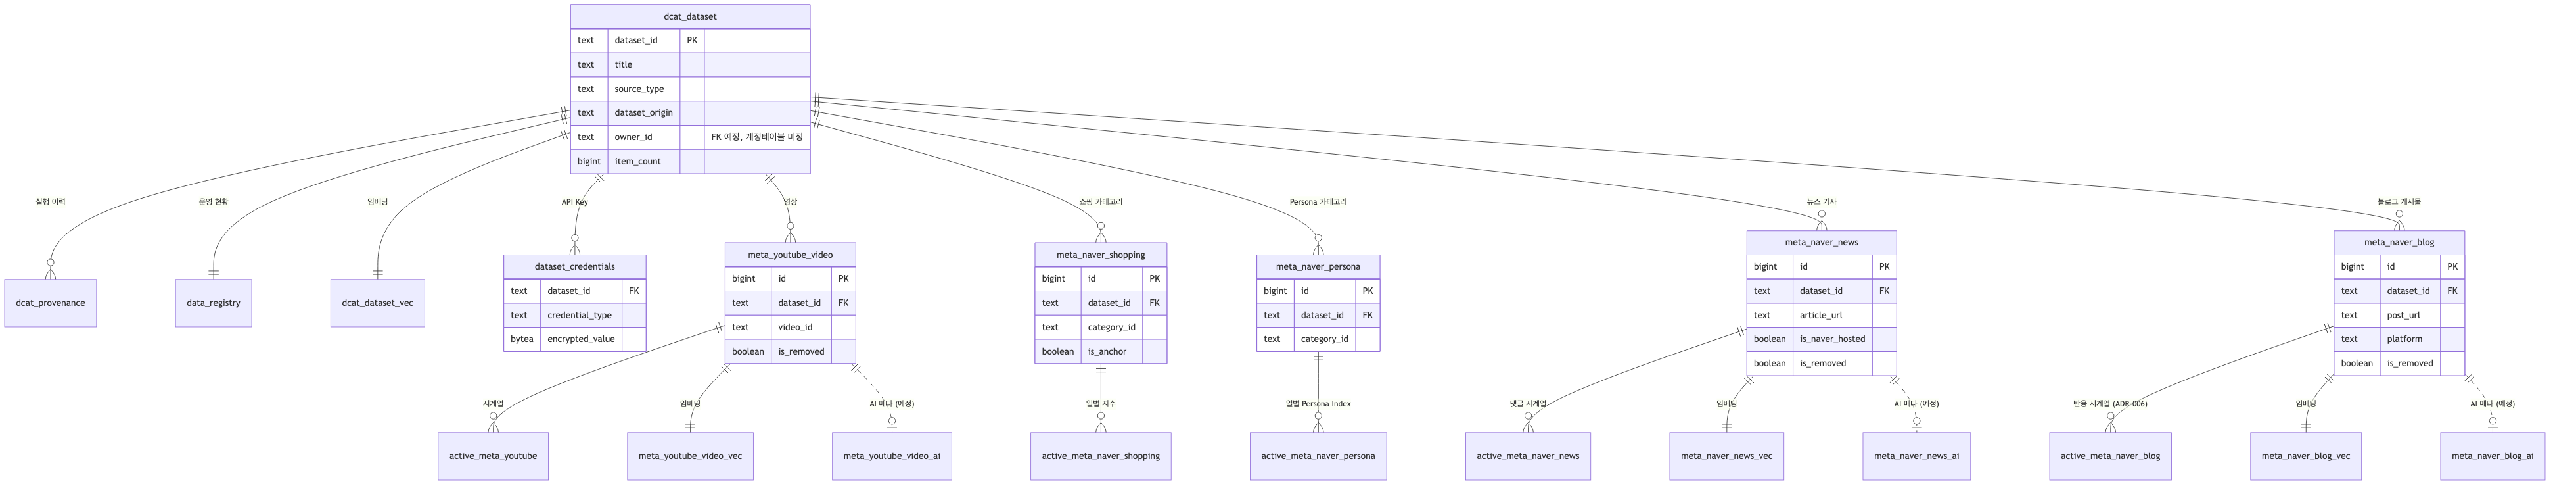 dcat_dataset
text dataset_id PK
text title
text source_type
text dataset_origin
text owner_id FK 예정, 계정테이블 미정
bigint item_count
실행 이력
운영 현황
임베딩
API Key
영상
쇼핑 카테고리
Persona 카테고리
뉴스 기사
블로그 게시물
dcat_provenance
data_registry
dcat_dataset_vec
dataset_credentials
text dataset_id FK
text credential_type
bytea encrypted_value
meta_youtube_video
bigint id PK
text dataset_id FK
text video_id
boolean is_removed
meta_naver_shopping
bigint id PK
text dataset_id FK
text category_id
boolean is_anchor
meta_naver_persona
bigint id PK
text dataset_id FK
text category_id
meta_naver_news
bigint id PK
text dataset_id FK
text article_url
boolean is_naver_hosted
boolean is_removed
meta_naver_blog
bigint id PK
text dataset_id FK
text post_url
text platform
boolean is_removed
시계열
임베딩
AI 메타 (예정)
일별 지수
일별 Persona Index
댓글 시계열
임베딩
AI 메타 (예정)
반응 시계열 (ADR-006)
임베딩
AI 메타 (예정)
active_meta_youtube
meta_youtube_video_vec
meta_youtube_video_ai
active_meta_naver_shopping
active_meta_naver_persona
active_meta_naver_news
meta_naver_news_vec
meta_naver_news_ai
active_meta_naver_blog
meta_naver_blog_vec
meta_naver_blog_ai